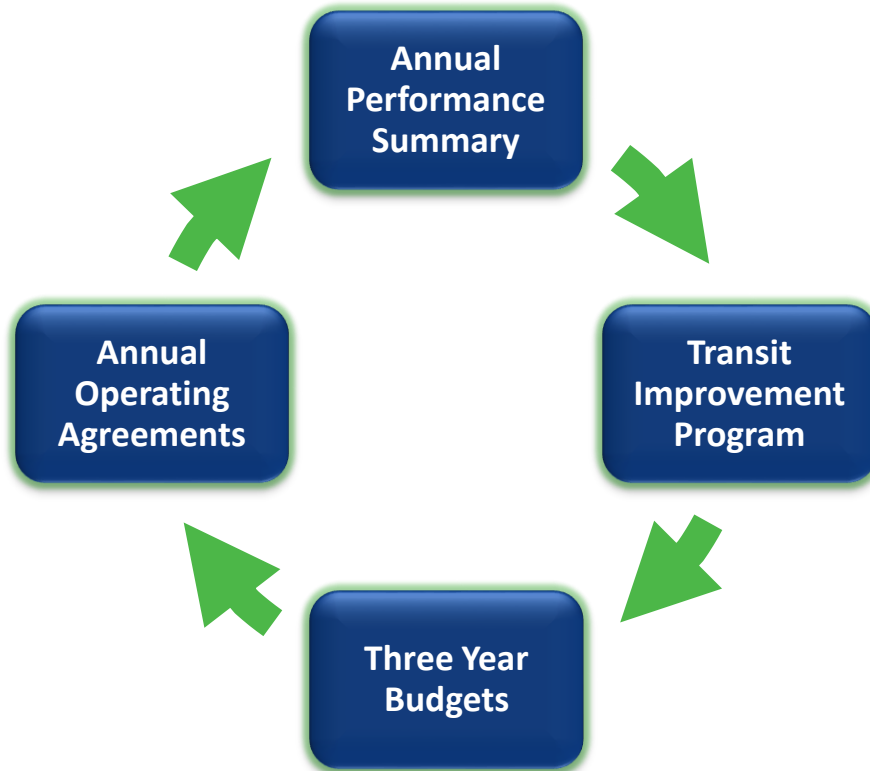 Annual
Performance
Summary
Annual
Operating
Agreements
Transit
Improvement
Program
Three Year
Budgets